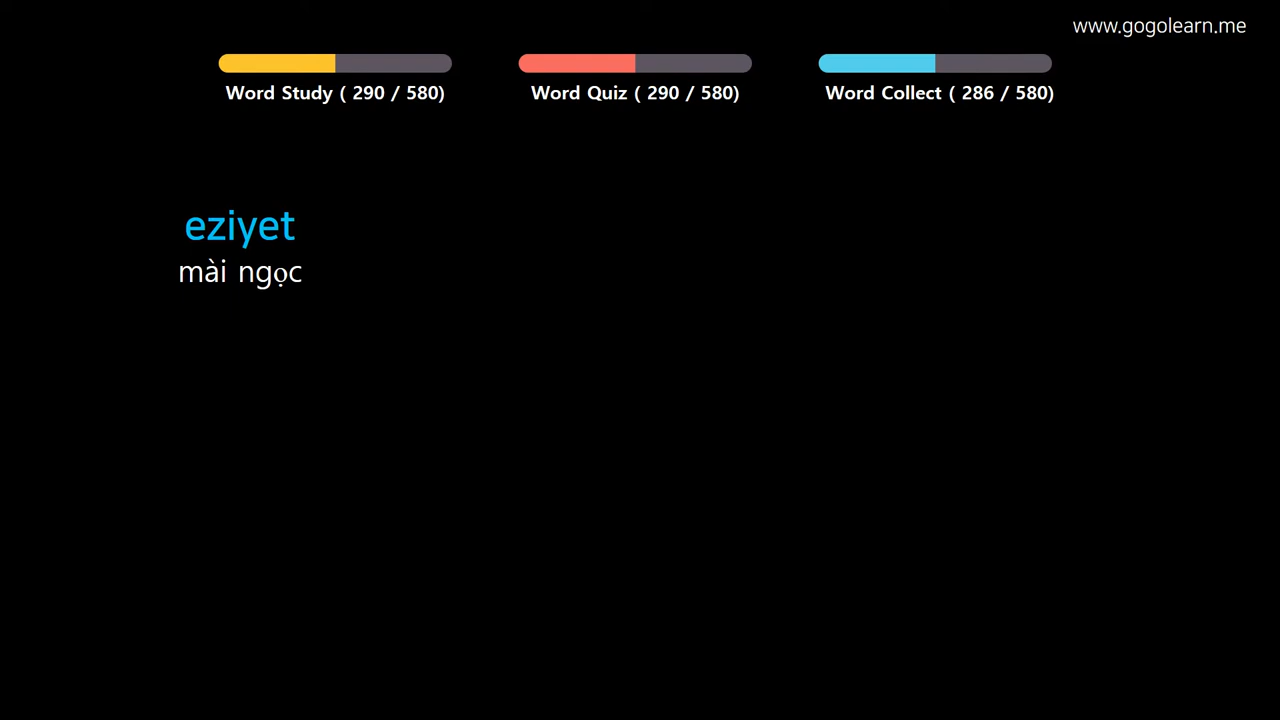 www.gogolearn.me
Word Study ( 290 / 580)
Word Quiz ( 290 / 580)
Word Collect ( 286 / 580)
eziyet
mài ngọc